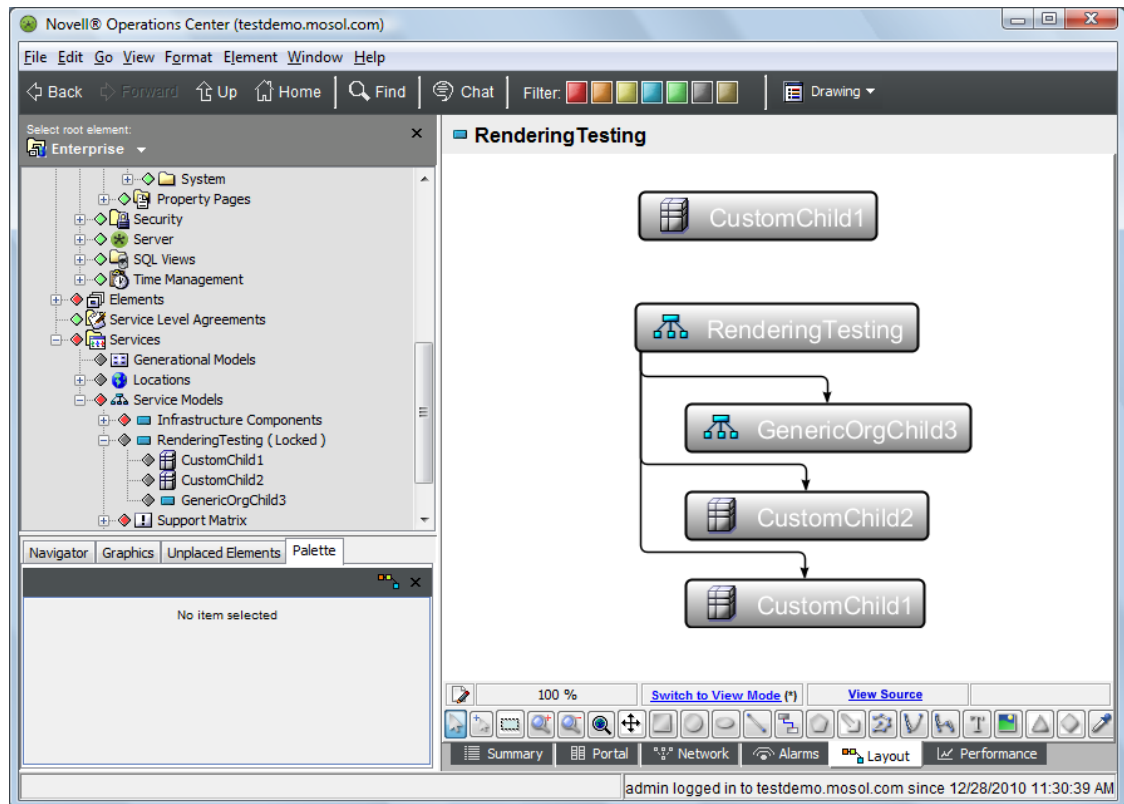 Novell® Operations Center (testdemo.mosol.com)
File Edit Go View Format Element Window Help
Back Forward Up Home Find Chat Filter: Drawing
Select root element:
Enterprise
System
Property Pages
Security
Server
SQL Views
Time Management
Elements
Service Level Agreements
Services
Generational Models
Locations
Service Models
Infrastructure Components
RenderingTesting ( Locked )
CustomChild1
CustomChild2
GenericOrgChild3
Support Matrix
Navigator Graphics Unplaced Elements Palette
No item selected
RenderingTesting
CustomChild1
RenderingTesting
GenericOrgChild3
CustomChild2
CustomChild1
100 % Switch to View Mode (*) View Source
Summary Portal Network Alarms Layout Performance
admin logged in to testdemo.mosol.com since 12/28/2010 11:30:39 AM